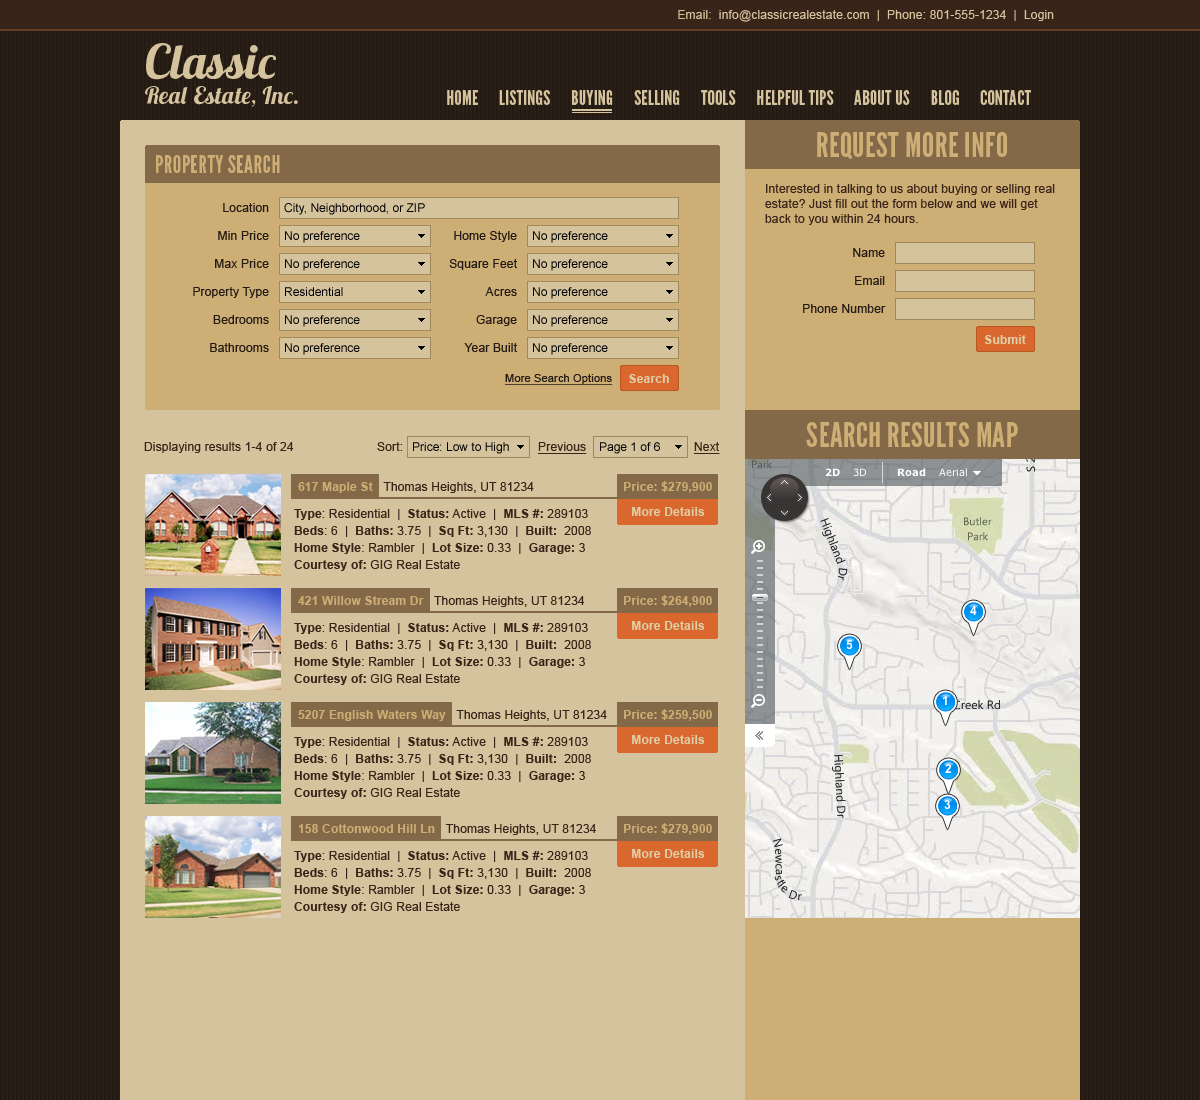 Email: info@classicrealestate.com | Phone: 801-555-1234 | Login
Classic
Real Estate, Inc.
HOME LISTINGS BUYING SELLING TOOLS HELPFUL TIPS ABOUT US BLOG CONTACT
PROPERTY SEARCH
Location City, Neighborhood, or ZIP
Min Price No preference Home Style No preference
Max Price No preference Square Feet No preference
Property Type Residential Acres No preference
Bedrooms No preference Garage No preference
Bathrooms No preference Year Built No preference
More Search Options Search
Displaying results 1-4 of 24 Sort: Price: Low to High Previous Page 1 of 6 Next
617 Maple St Thomas Heights, UT 81234 Price: $279,900
Type: Residential | Status: Active | MLS #: 289103 More Details
Beds: 6 | Baths: 3.75 | Sq Ft: 3,130 | Built: 2008
Home Style: Rambler | Lot Size: 0.33 | Garage: 3
Courtesy of: GIG Real Estate
421 Willow Stream Dr Thomas Heights, UT 81234 Price: $264,900
Type: Residential | Status: Active | MLS #: 289103 More Details
Beds: 6 | Baths: 3.75 | Sq Ft: 3,130 | Built: 2008
Home Style: Rambler | Lot Size: 0.33 | Garage: 3
Courtesy of: GIG Real Estate
5207 English Waters Way Thomas Heights, UT 81234 Price: $259,500
Type: Residential | Status: Active | MLS #: 289103 More Details
Beds: 6 | Baths: 3.75 | Sq Ft: 3,130 | Built: 2008
Home Style: Rambler | Lot Size: 0.33 | Garage: 3
Courtesy of: GIG Real Estate
158 Cottonwood Hill Ln Thomas Heights, UT 81234 Price: $279,900
Type: Residential | Status: Active | MLS #: 289103 More Details
Beds: 6 | Baths: 3.75 | Sq Ft: 3,130 | Built: 2008
Home Style: Rambler | Lot Size: 0.33 | Garage: 3
Courtesy of: GIG Real Estate
REQUEST MORE INFO
Interested in talking to us about buying or selling real
estate? Just fill out the form below and we will get
back to you within 24 hours.
Name
Email
Phone Number
Submit
SEARCH RESULTS MAP
Park
2D 3D Road Aerial
Butler
Park
Highland Dr
4
5
1
Creek Rd
2
3
Highland Dr
Newcastle Dr